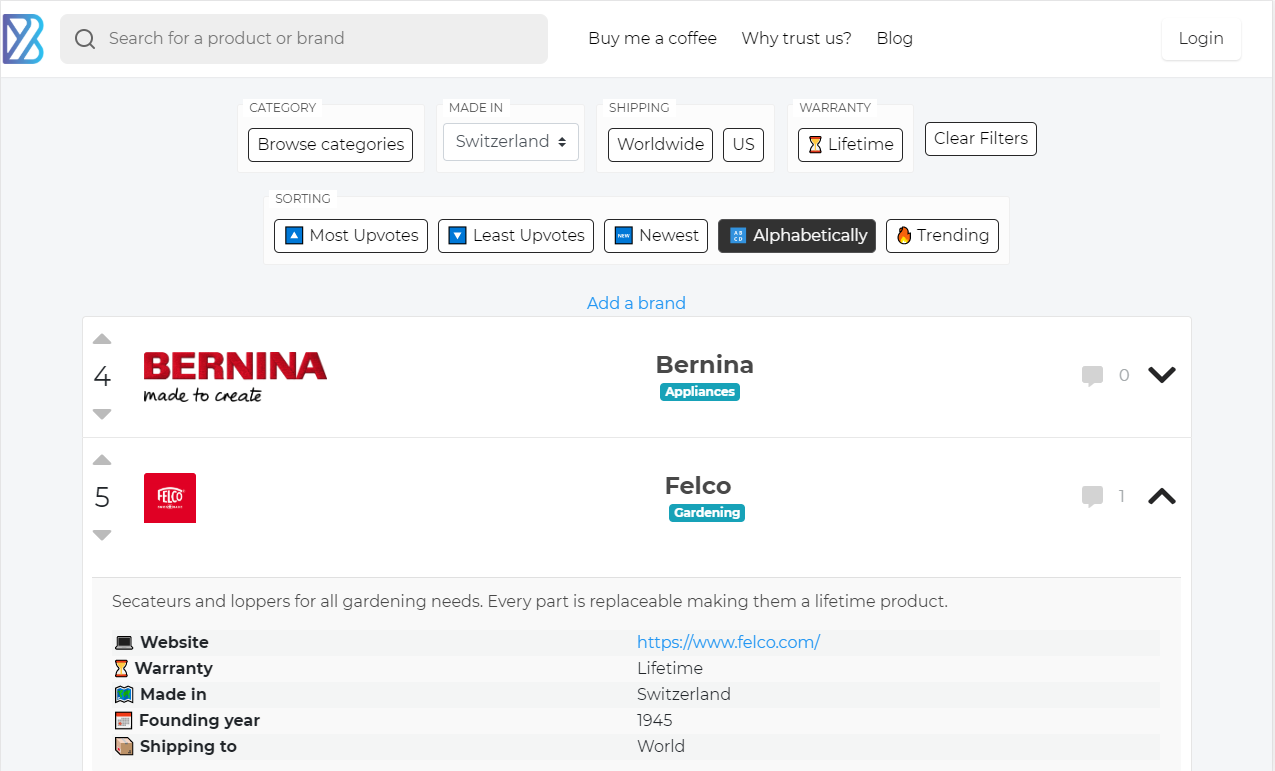 Search for a product or brand
Buy me a coffee
Why trust us?
Blog
Login
CATEGORY
Browse categories
MADE IN
Switzerland
SHIPPING
Worldwide
US
WARRANTY
Lifetime
Clear Filters
SORTING
Most Upvotes
Least Upvotes
NEW Newest
Alphabetically
Trending
Add a brand
4
BERNINA
made to create
Bernina
Appliances
0
5
FELCO
Felco
Gardening
1
Secateurs and loppers for all gardening needs. Every part is replaceable making them a lifetime product.
Website https://www.felco.com/
Warranty Lifetime
Made in Switzerland
Founding year 1945
Shipping to World